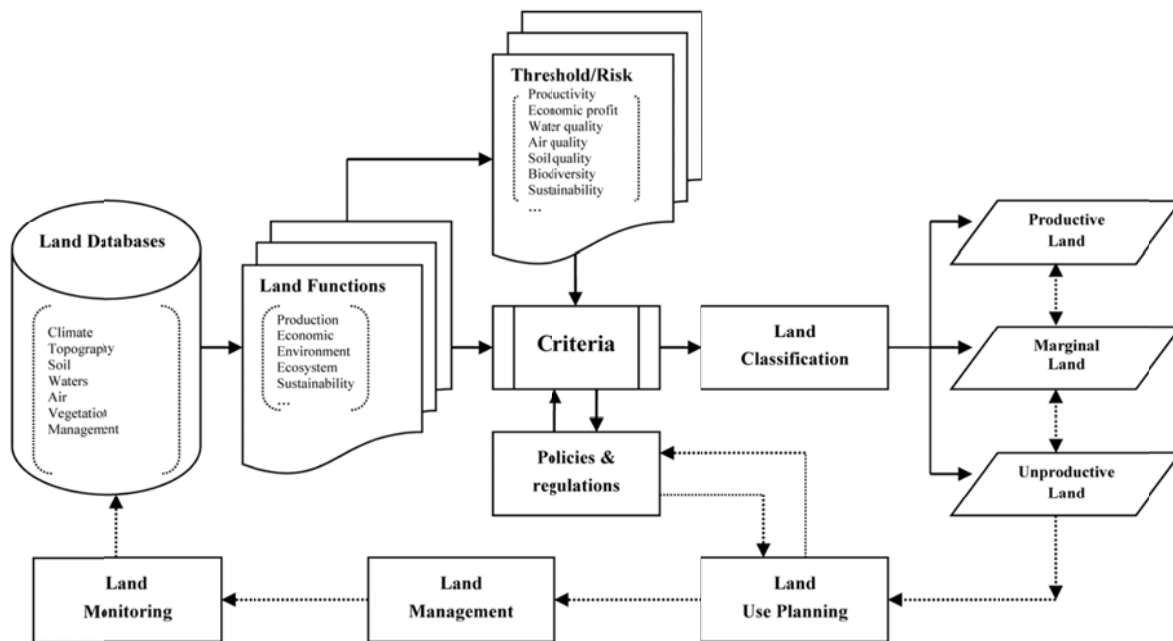 Threshold/Risk
Productivity
Economic profit
Water quality
Air quality
Soil quality
Biodiversity
Sustainability
...
Land Databases
Climate
Topography
Soil
Waters
Air
Vegetation
Management
Land Functions
Production
Economic
Environment
Ecosystem
Sustainability
...
Criteria
Policies &
regulations
Land
Classification
Productive
Land
Marginal
Land
Unproductive
Land
Land
Monitoring
Land
Management
Land
Use Planning